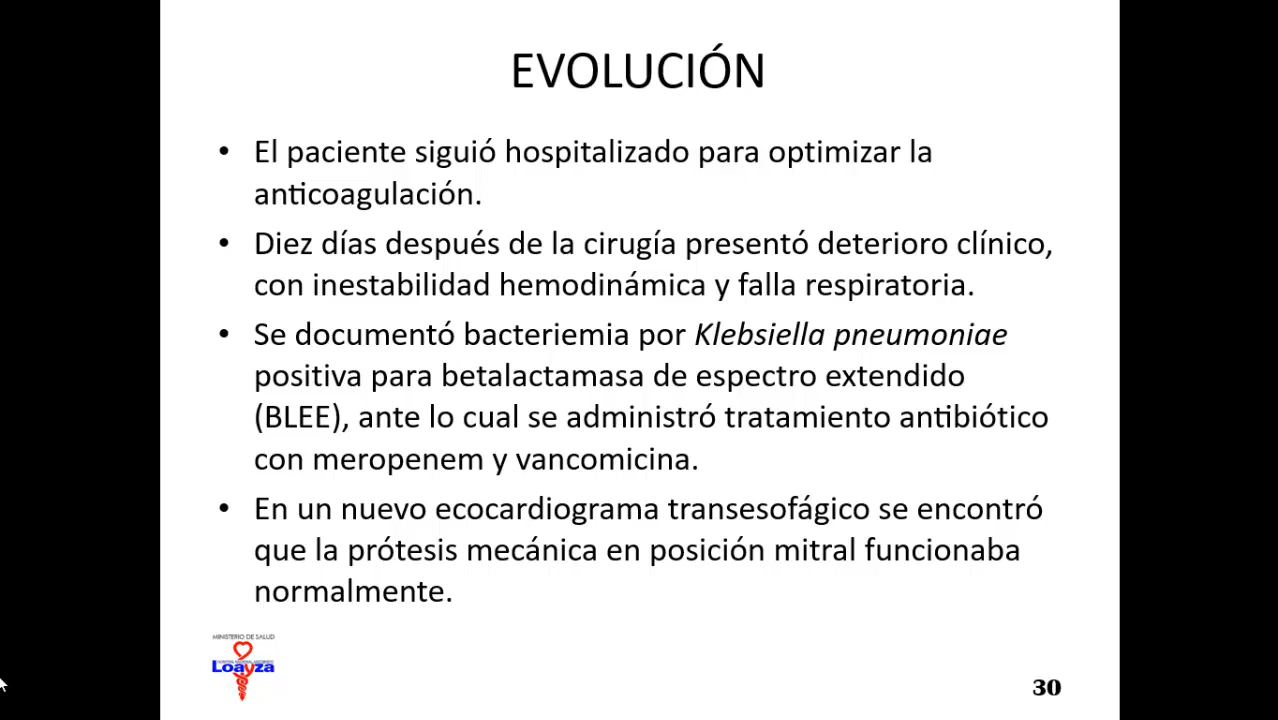 EVOLUCIÓN
• El paciente siguió hospitalizado para optimizar la
anticoagulación.
• Diez días después de la cirugía presentó deterioro clínico,
con inestabilidad hemodinámica y falla respiratoria.
• Se documentó bacteriemia por Klebsiella pneumoniae
positiva para betalactamasa de espectro extendido
(BLEE), ante lo cual se administró tratamiento antibiótico
con meropenem y vancomicina.
• En un nuevo ecocardiograma transesofágico se encontró
que la prótesis mecánica en posición mitral funcionaba
normalmente.
MINISTERIO DE SALUD
Loayza
30